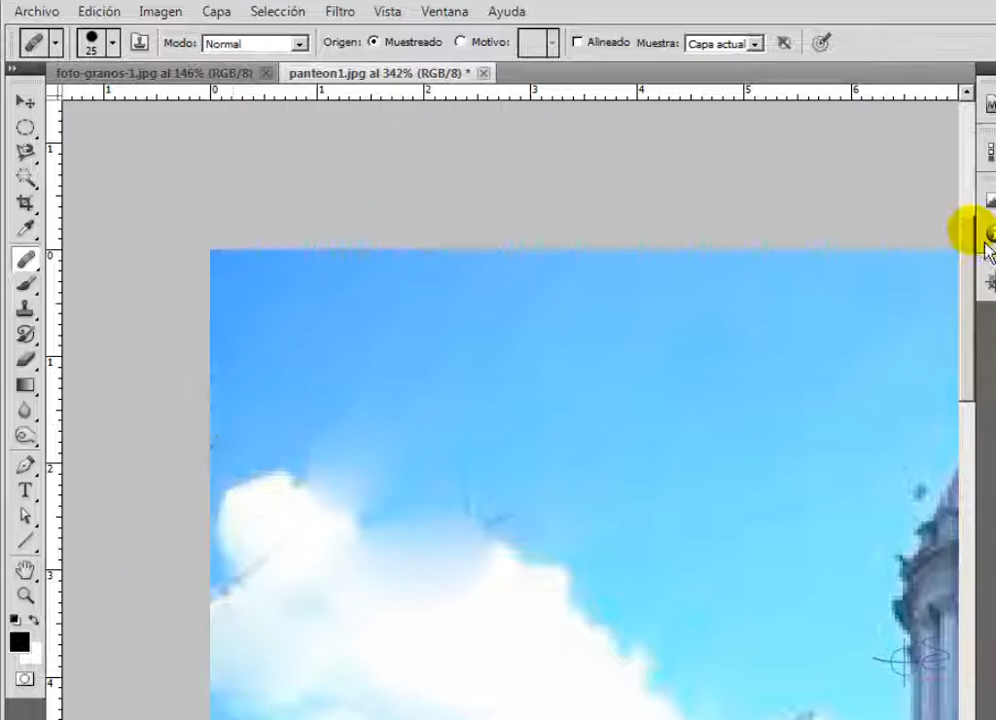 Archivo Edición Imagen Capa Selección Filtro Vista Ventana Ayuda
25 Modo: Normal Origen: Muestreado Motivo: Alineado Muestra: Capa actual
foto-granos-1.jpg al 146% (RGB/8) panteon1.jpg al 342% (RGB/8) *
1 0 1 2 3 4 5 6
1
0
1
2
3
4
T